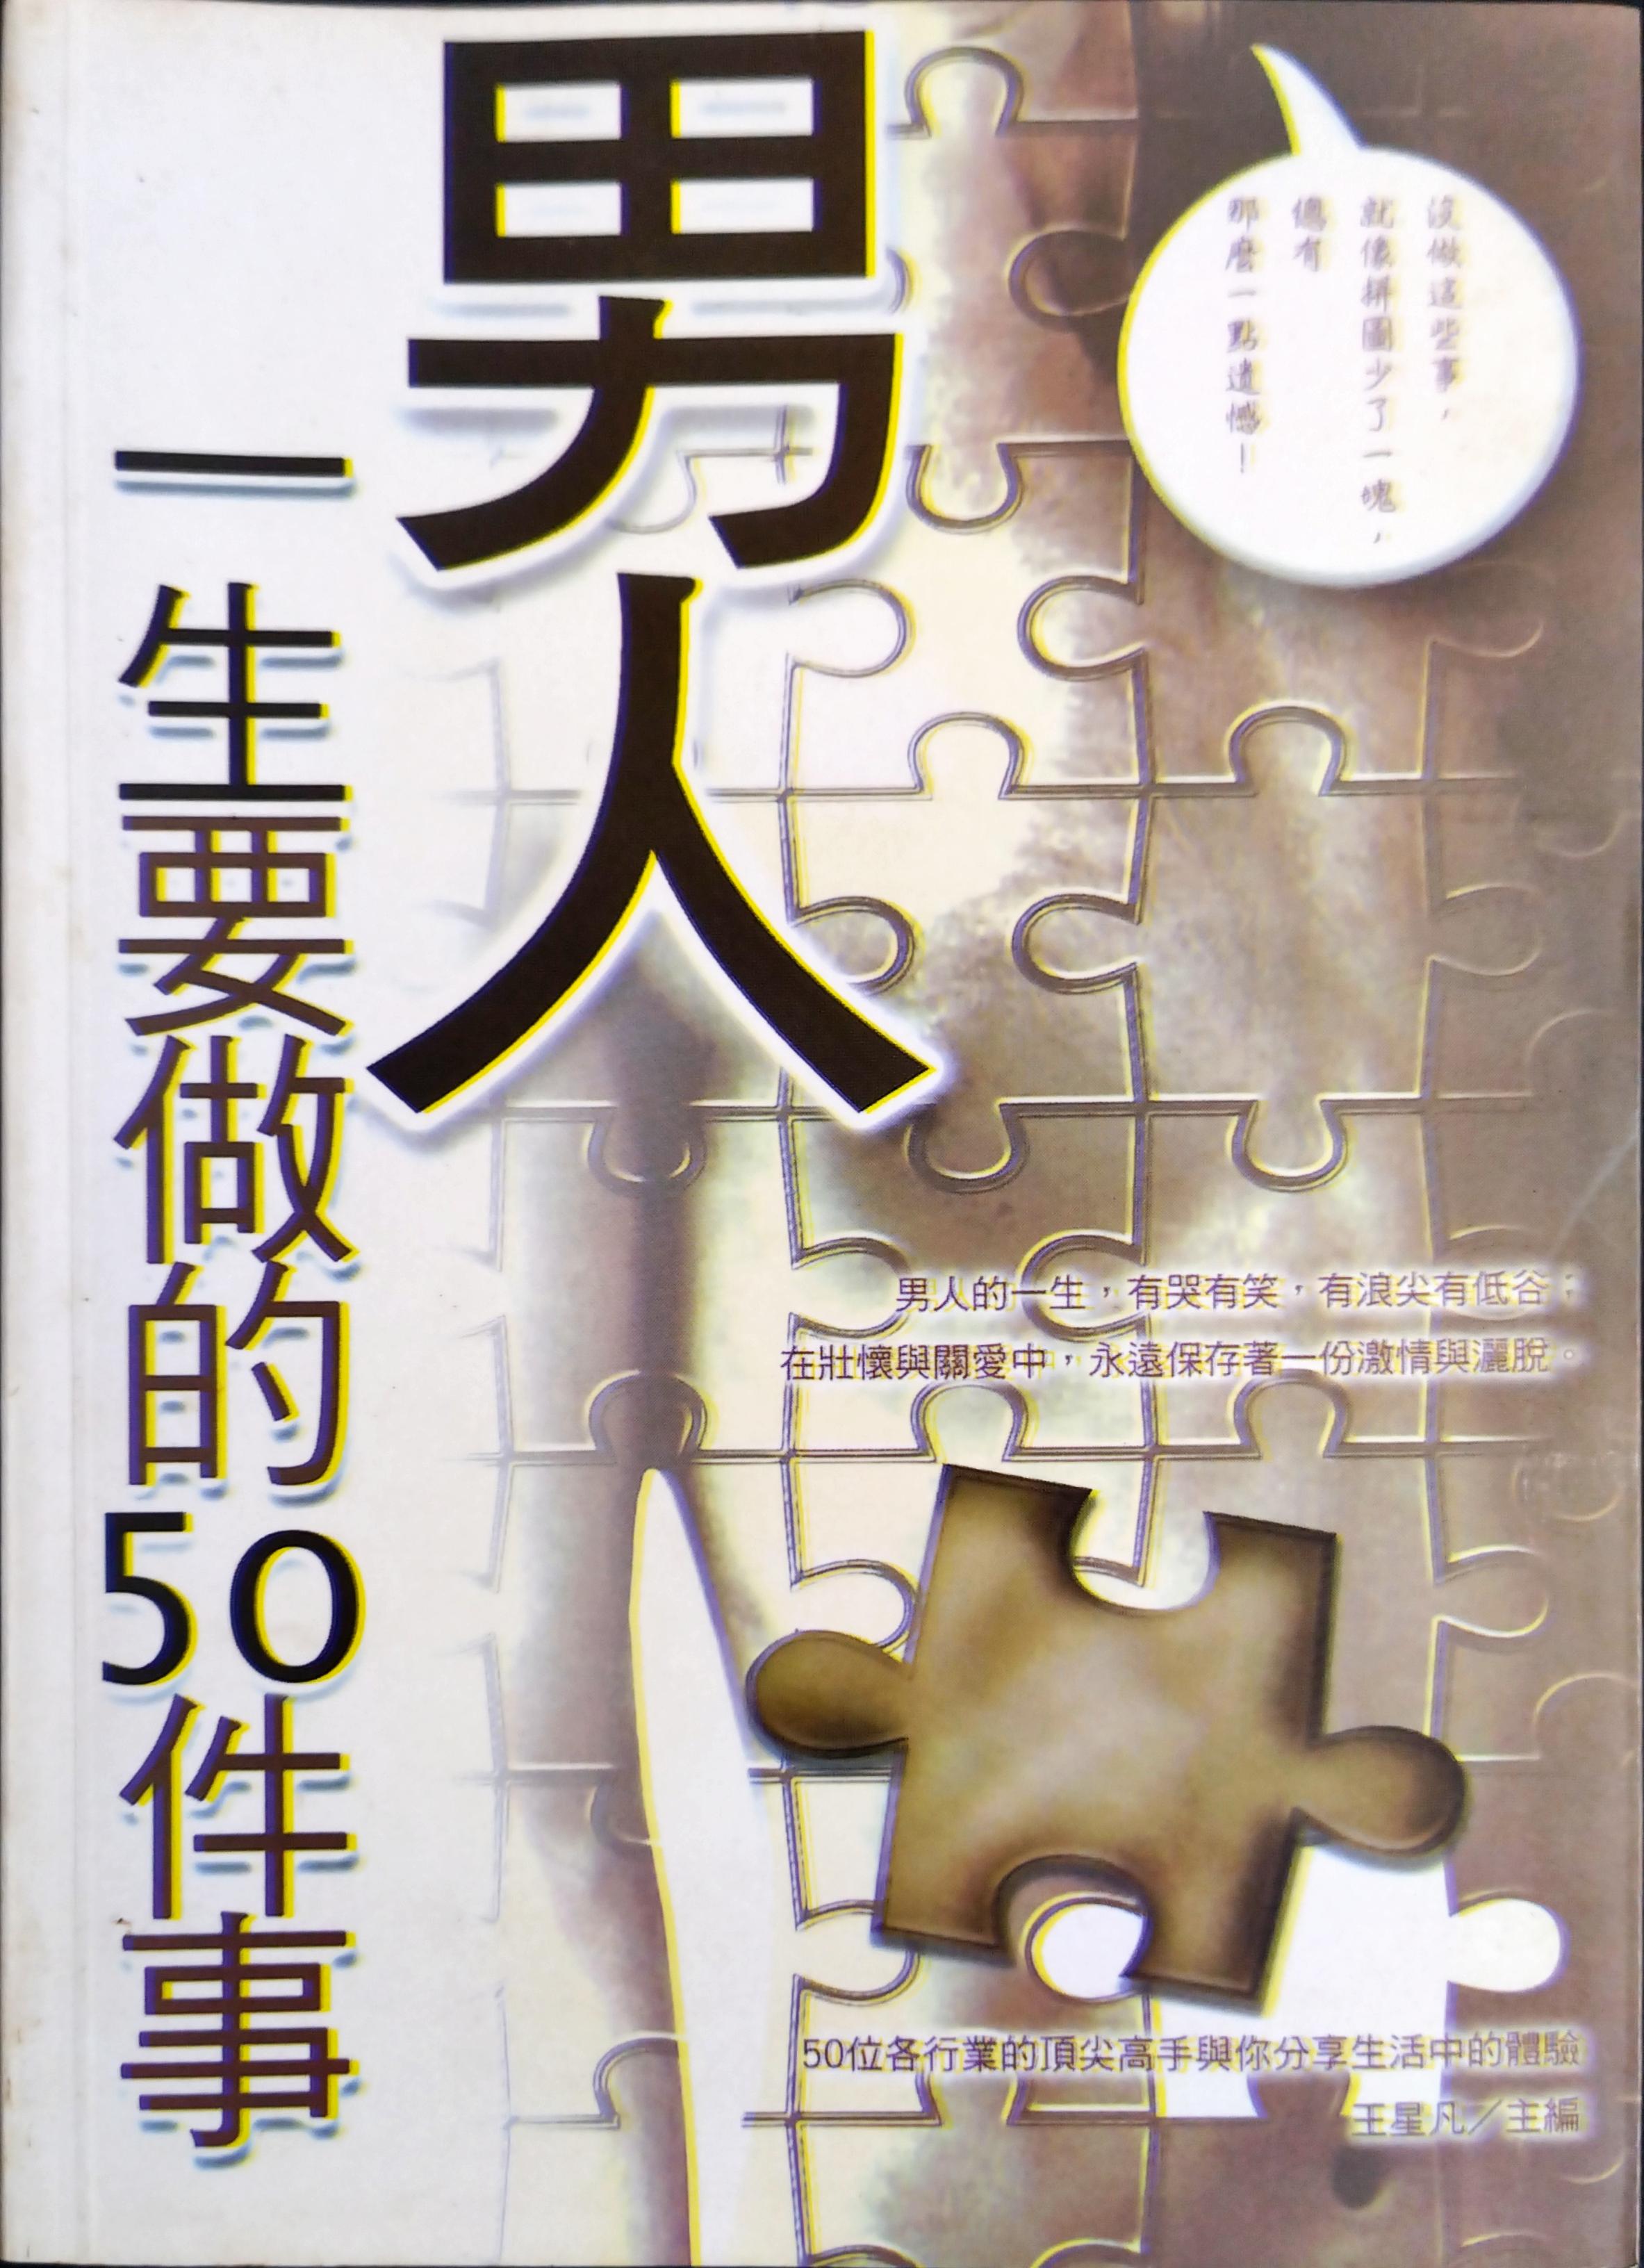 男人
一生要做的50件事
沒做這些事，
就像拼圖少了一塊，
總有
那麼一點遺憾！
男人的一生，有哭有笑，有浪尖有低谷；
在壯懷與關愛中，永遠保存著一份激情與灑脫。
50位各行業的頂尖高手與你分享生活中的體驗
王星凡／主編